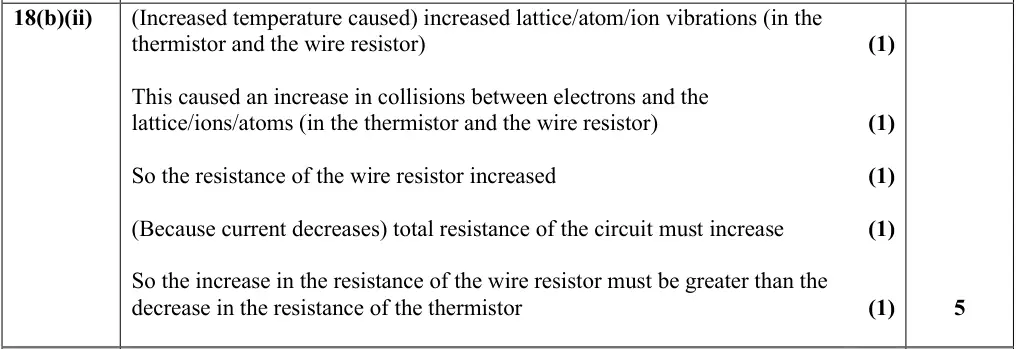 18(b)(ii)
(Increased temperature caused) increased lattice/atom/ion vibrations (in the
thermistor and the wire resistor) (1)
This caused an increase in collisions between electrons and the
lattice/ions/atoms (in the thermistor and the wire resistor) (1)
So the resistance of the wire resistor increased (1)
(Because current decreases) total resistance of the circuit must increase (1)
So the increase in the resistance of the wire resistor must be greater than the
decrease in the resistance of the thermistor (1) 5